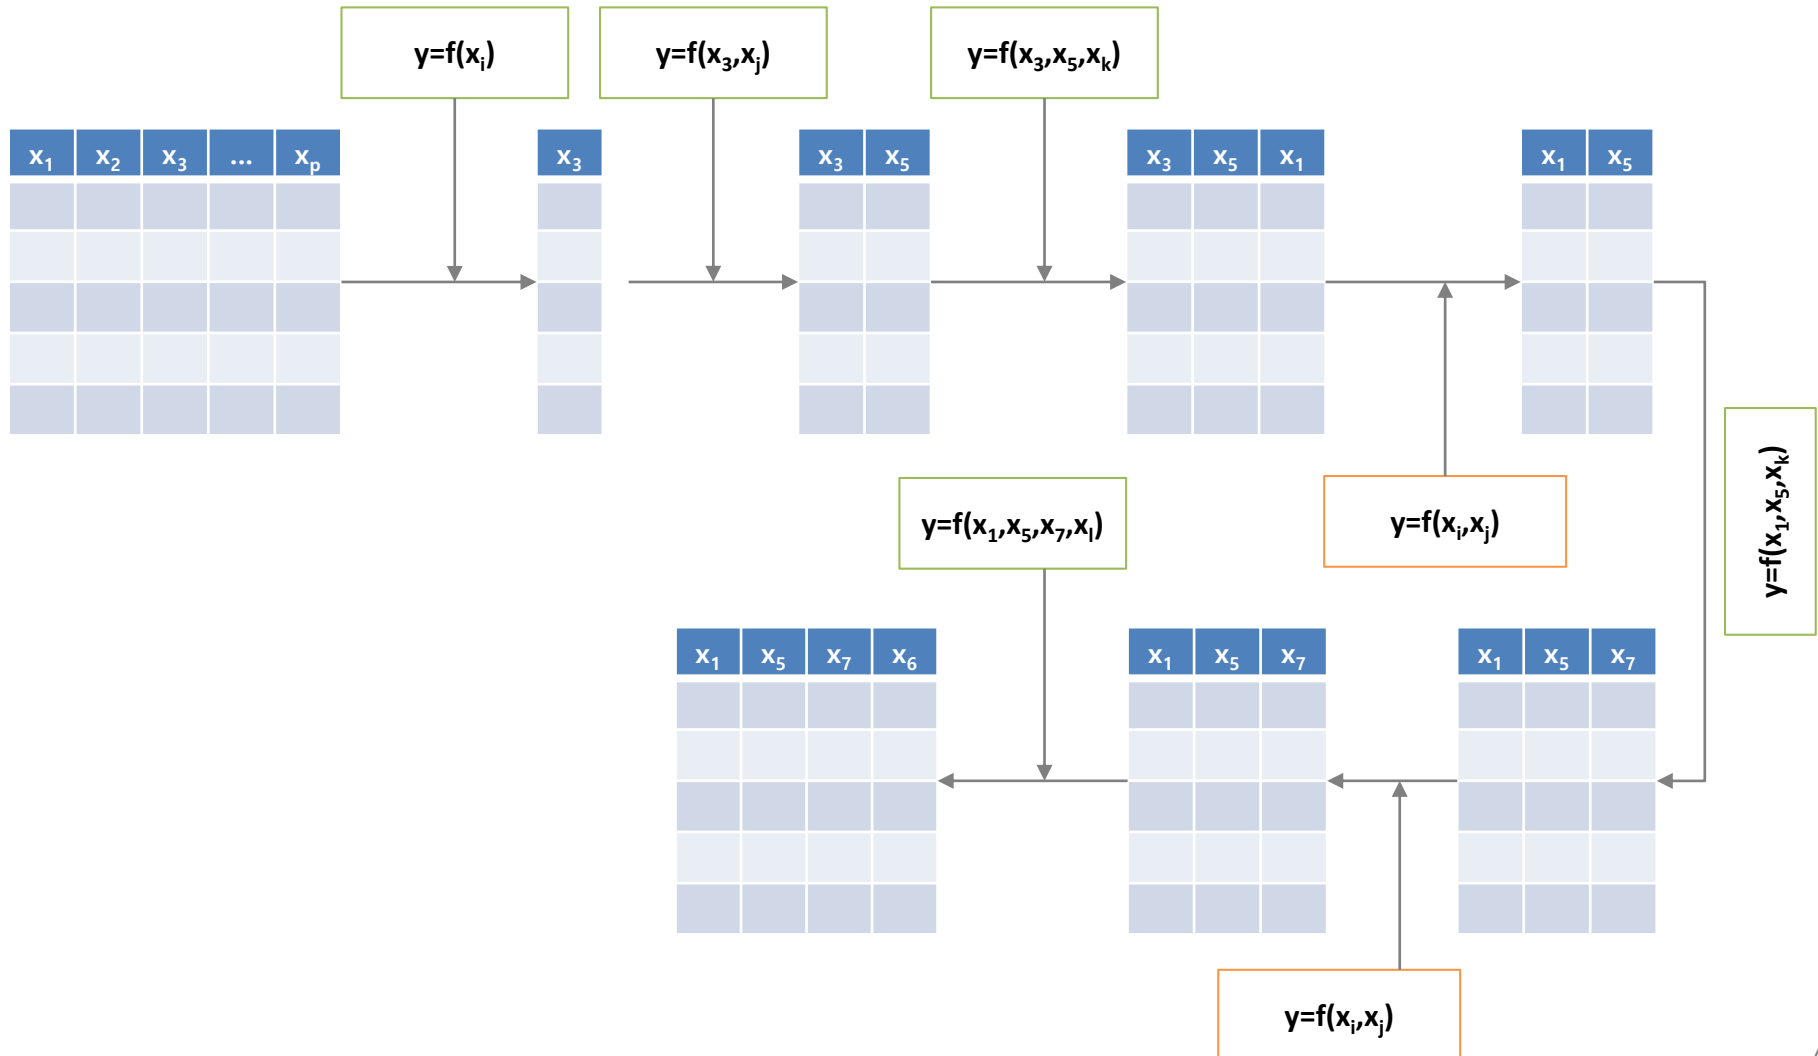 y=f(xᵢ)
y=f(x₃,xⱼ)
y=f(x₃,x₅,xₖ)
x₁ x₂ x₃ ... xₚ
x₃
x₃ x₅
x₃ x₅ x₁
x₁ x₅
y=f(xᵢ,xⱼ)
y=f(x₁,x₅,xₖ)
y=f(x₁,x₅,x₇,xₗ)
x₁ x₅ x₇ x₆
x₁ x₅ x₇
x₁ x₅ x₇
y=f(xᵢ,xⱼ)